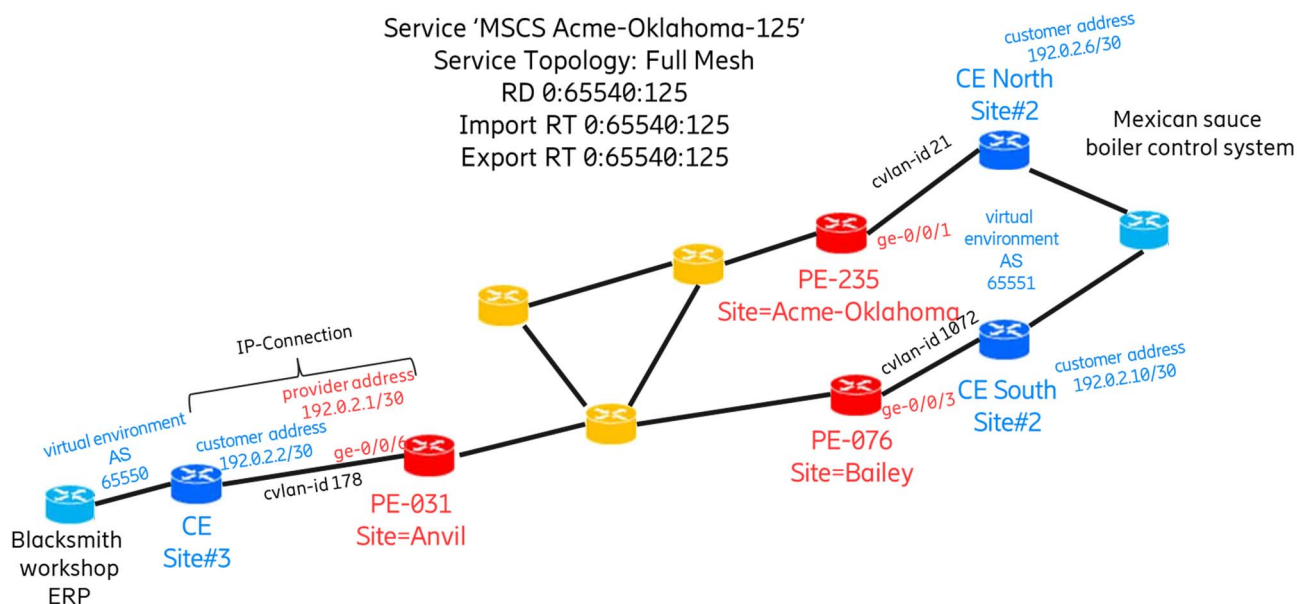 Service ‘MSCS Acme-Oklahoma-125’
Service Topology: Full Mesh
RD 0:65540:125
Import RT 0:65540:125
Export RT 0:65540:125
customer address
192.0.2.6/30
CE North
Site#2
Mexican sauce
boiler control system
cvlan-id 21
ge-0/0/1
virtual
environment
AS
65551
PE-235
Site=Acme-Oklahoma
cvlan-id 1072
customer address
192.0.2.10/30
CE South
Site#2
ge-0/0/3
PE-076
Site=Bailey
IP-Connection
provider address
192.0.2.1/30
virtual environment
AS
65550
customer address
192.0.2.2/30
ge-0/0/6
cvlan-id 178
PE-031
Site=Anvil
CE
Site#3
Blacksmith
workshop
ERP